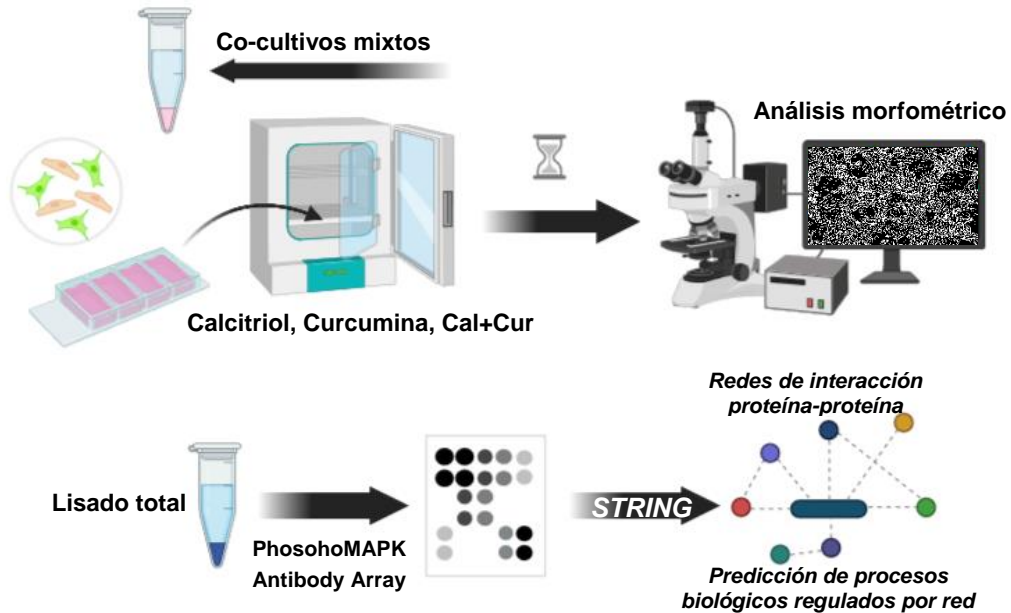 Co-cultivos mixtos
Análisis morfométrico
Calcitriol, Curcumina, Cal+Cur
Redes de interacción
proteína-proteína
Lisado total
STRING
PhosohoMAPK
Antibody Array
Predicción de procesos
biológicos regulados por red